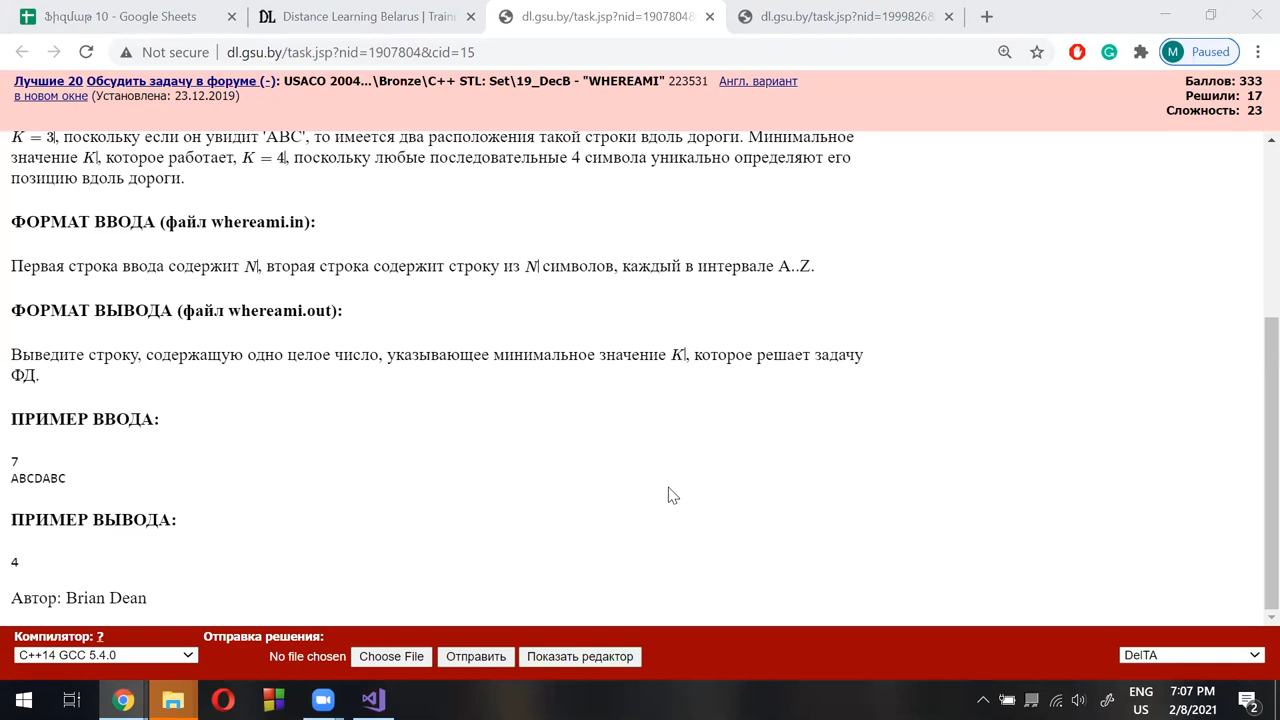 Ֆիզմաթ 10 - Google Sheets
DL Distance Learning Belarus | Traini
dl.gsu.by/task.jsp?nid=1907804&
dl.gsu.by/task.jsp?nid=19998268
Not secure dl.gsu.by/task.jsp?nid=1907804&cid=15
M Paused
Лучшие 20 Обсудить задачу в форуме (-): USACO 2004...\Bronze\C++ STL: Set\19_DecB - "WHEREAMI" 223531 Англ. вариант
в новом окне (Установлена: 23.12.2019)
Баллов: 333
Решили: 17
Сложность: 23
K = 3|, поскольку если он увидит 'ABC', то имеется два расположения такой строки вдоль дороги. Минимальное
значение K|, которое работает, K = 4|, поскольку любые последовательные 4 символа уникально определяют его
позицию вдоль дороги.
ФОРМАТ ВВОДА (файл whereami.in):
Первая строка ввода содержит N|, вторая строка содержит строку из N| символов, каждый в интервале A..Z.
ФОРМАТ ВЫВОДА (файл whereami.out):
Выведите строку, содержащую одно целое число, указывающее минимальное значение K|, которое решает задачу
ФД.
ПРИМЕР ВВОДА:
7
ABCDABC
ПРИМЕР ВЫВОДА:
4
Автор: Brian Dean
Компилятор: ?
Отправка решения:
C++14 GCC 5.4.0
No file chosen Choose File Отправить Показать редактор
DelTA
ENG
US
7:07 PM
2/8/2021
2